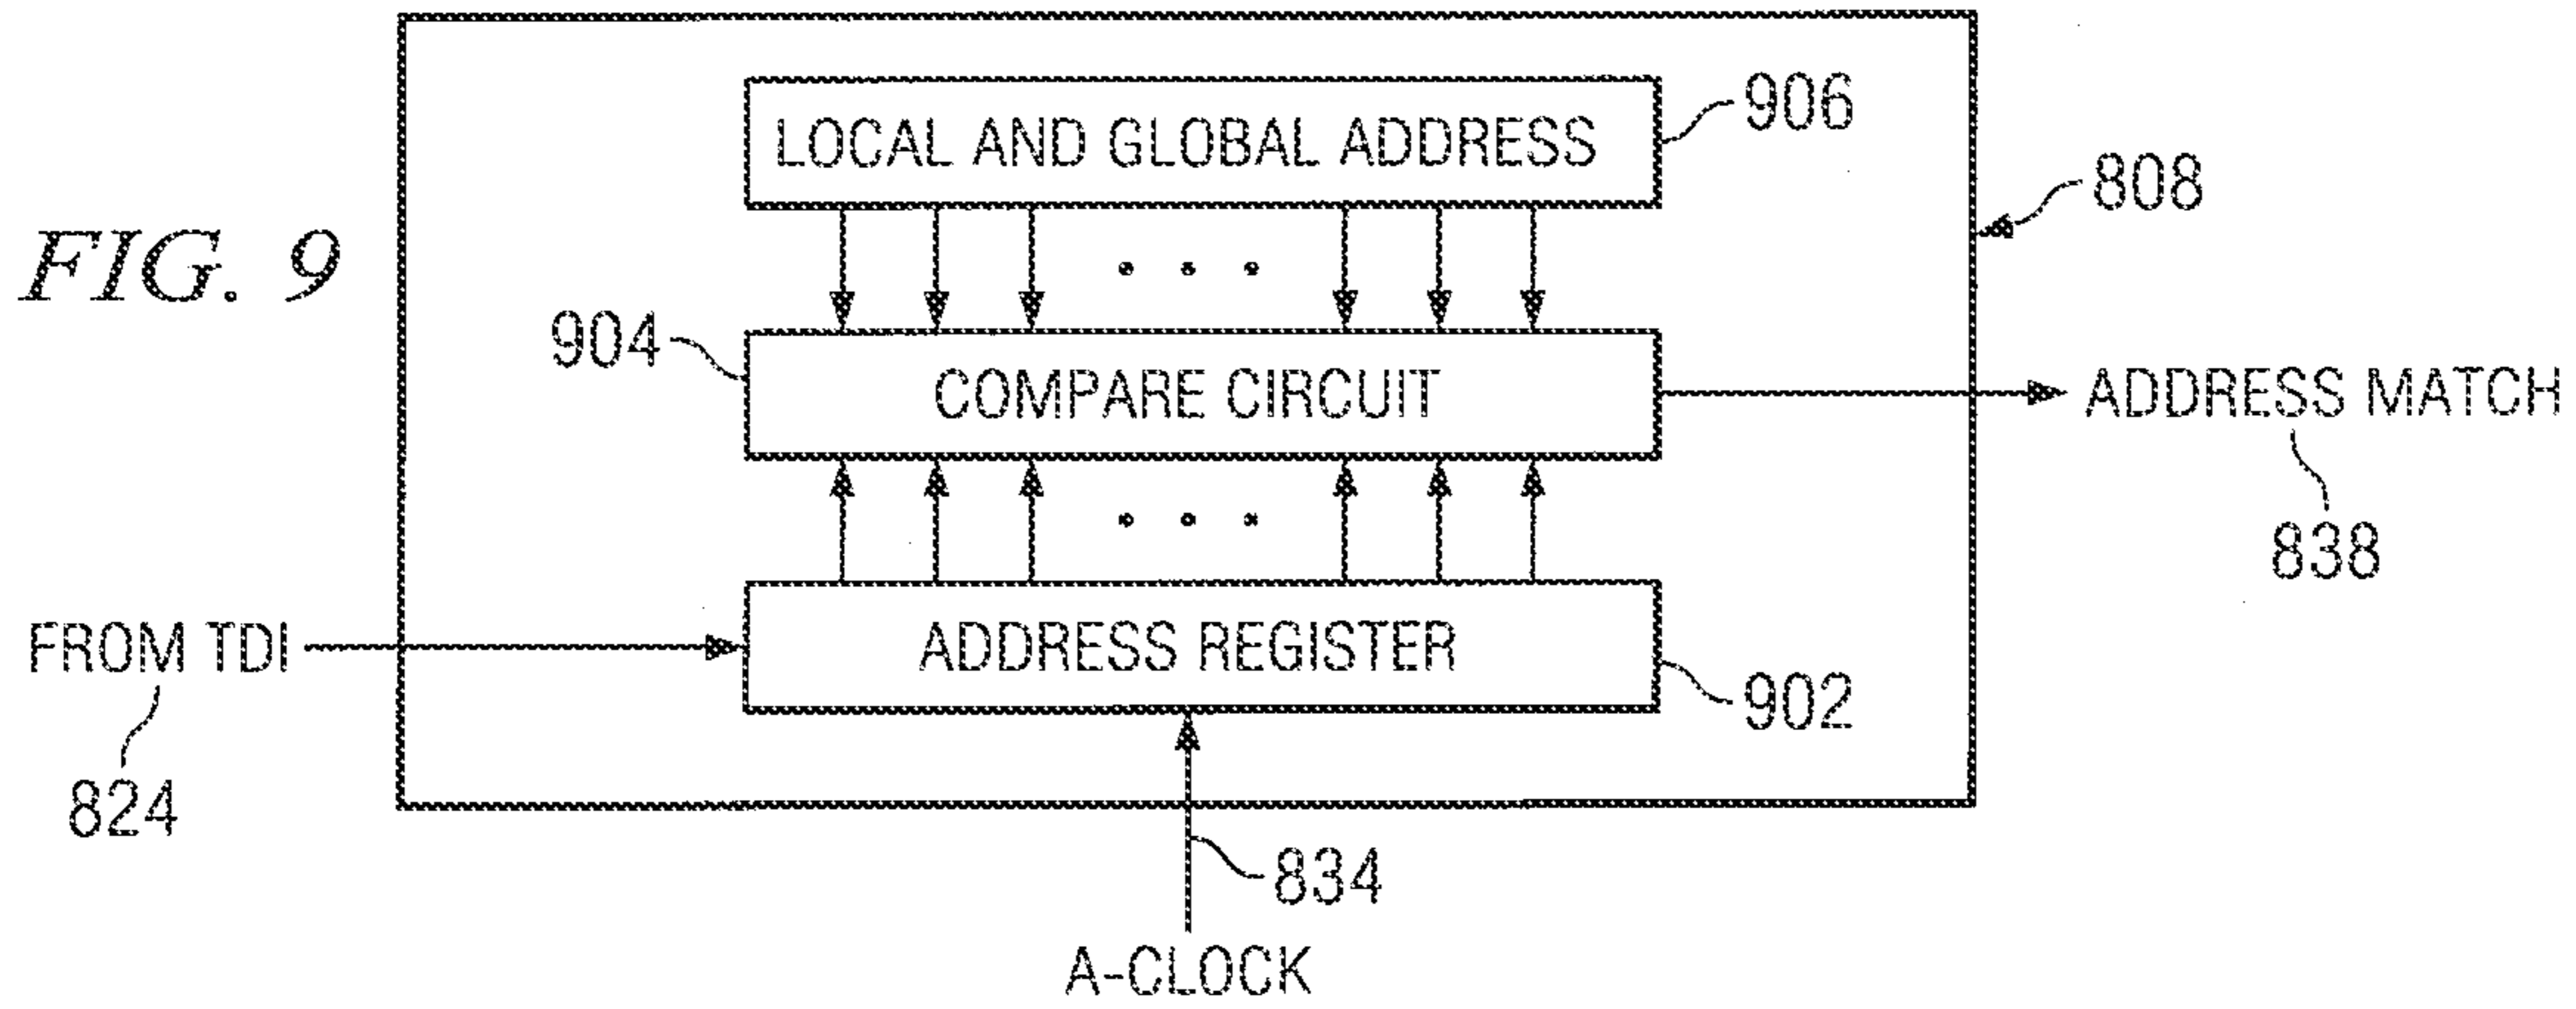 FIG. 9
LOCAL AND GLOBAL ADDRESS
906
808
904
COMPARE CIRCUIT
ADDRESS MATCH
838
FROM TDI
824
ADDRESS REGISTER
902
834
A-CLOCK